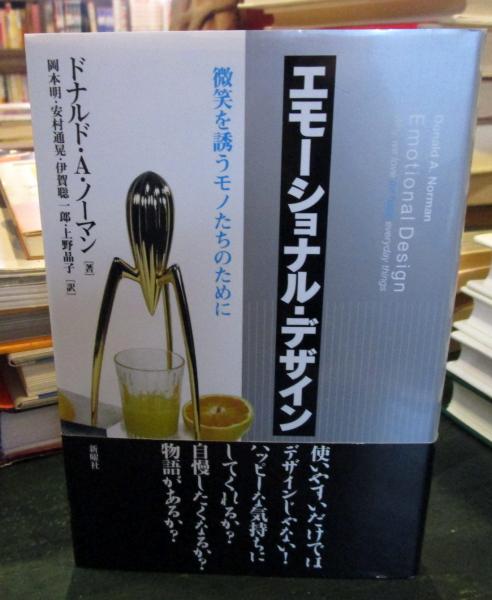 エモーショナル・デザイン
微笑を誘うモノたちのために
ドナルド・A・ノーマン［著］
岡本明・安村通晃・伊賀聡一郎・上野晶子［訳］
Donald A. Norman
Emotional Design
we love
everyday things
新曜社
使いやすいだけでは
デザインじゃない！
ハッピーな気持ちに
してくれるか？
自慢したくなるか？
物語があるか？